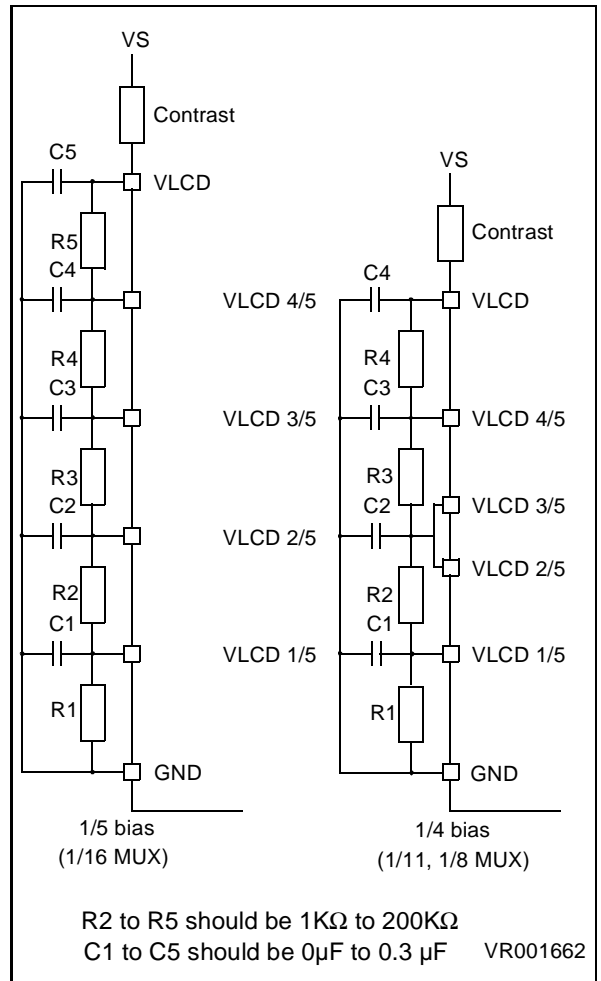 VS
Contrast
C5
VLCD
R5
C4
VLCD 4/5
R4
C3
VLCD 3/5
R3
C2
VLCD 2/5
R2
C1
VLCD 1/5
R1
GND
1/5 bias
(1/16 MUX)
VS
Contrast
C4
VLCD
R4
C3
VLCD 4/5
R3
VLCD 3/5
C2
VLCD 2/5
R2
C1
VLCD 1/5
R1
GND
1/4 bias
(1/11, 1/8 MUX)
R2 to R5 should be 1KΩ to 200KΩ
C1 to C5 should be 0µF to 0.3 µF
VR001662